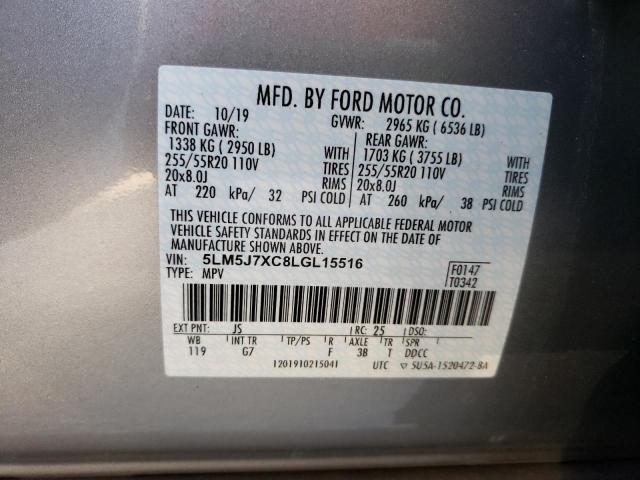 MFD. BY FORD MOTOR CO.
DATE: 10/19 GVWR: 2965 KG ( 6536 LB)
FRONT GAWR: REAR GAWR:
1338 KG ( 2950 LB) WITH 1703 KG ( 3755 LB) WITH
255/55R20 110V TIRES 255/55R20 110V TIRES
20x8.0J RIMS 20x8.0J RIMS
AT 220 kPa/ 32 PSI COLD AT 260 kPa/ 38 PSI COLD
THIS VEHICLE CONFORMS TO ALL APPLICABLE FEDERAL MOTOR
VEHICLE SAFETY STANDARDS IN EFFECT ON THE DATE OF MANUFACTURE
SHOWN ABOVE.
VIN: 5LM5J7XC8LGL15516 F0147
TYPE: MPV T0342
EXT PNT: JS RC: 25 DSO:
WB INT TR TP/PS R AXLE TR SPR
119 G7 F 3B T DDCC
1201910215041 UTC ▽ 5U5A-1520472-BA